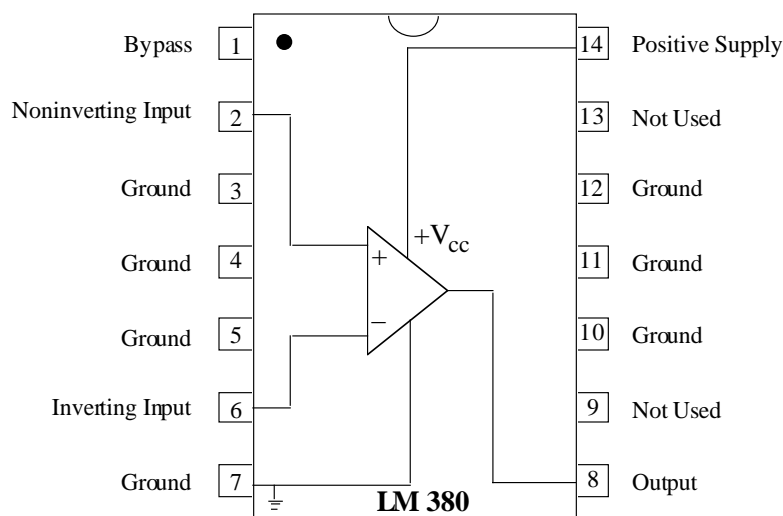 Bypass 1 14 Positive Supply
Noninverting Input 2 13 Not Used
Ground 3 12 Ground
+Vcc
+
Ground 4 11 Ground
−
Ground 5 10 Ground
Inverting Input 6 9 Not Used
Ground 7 8 Output
LM 380